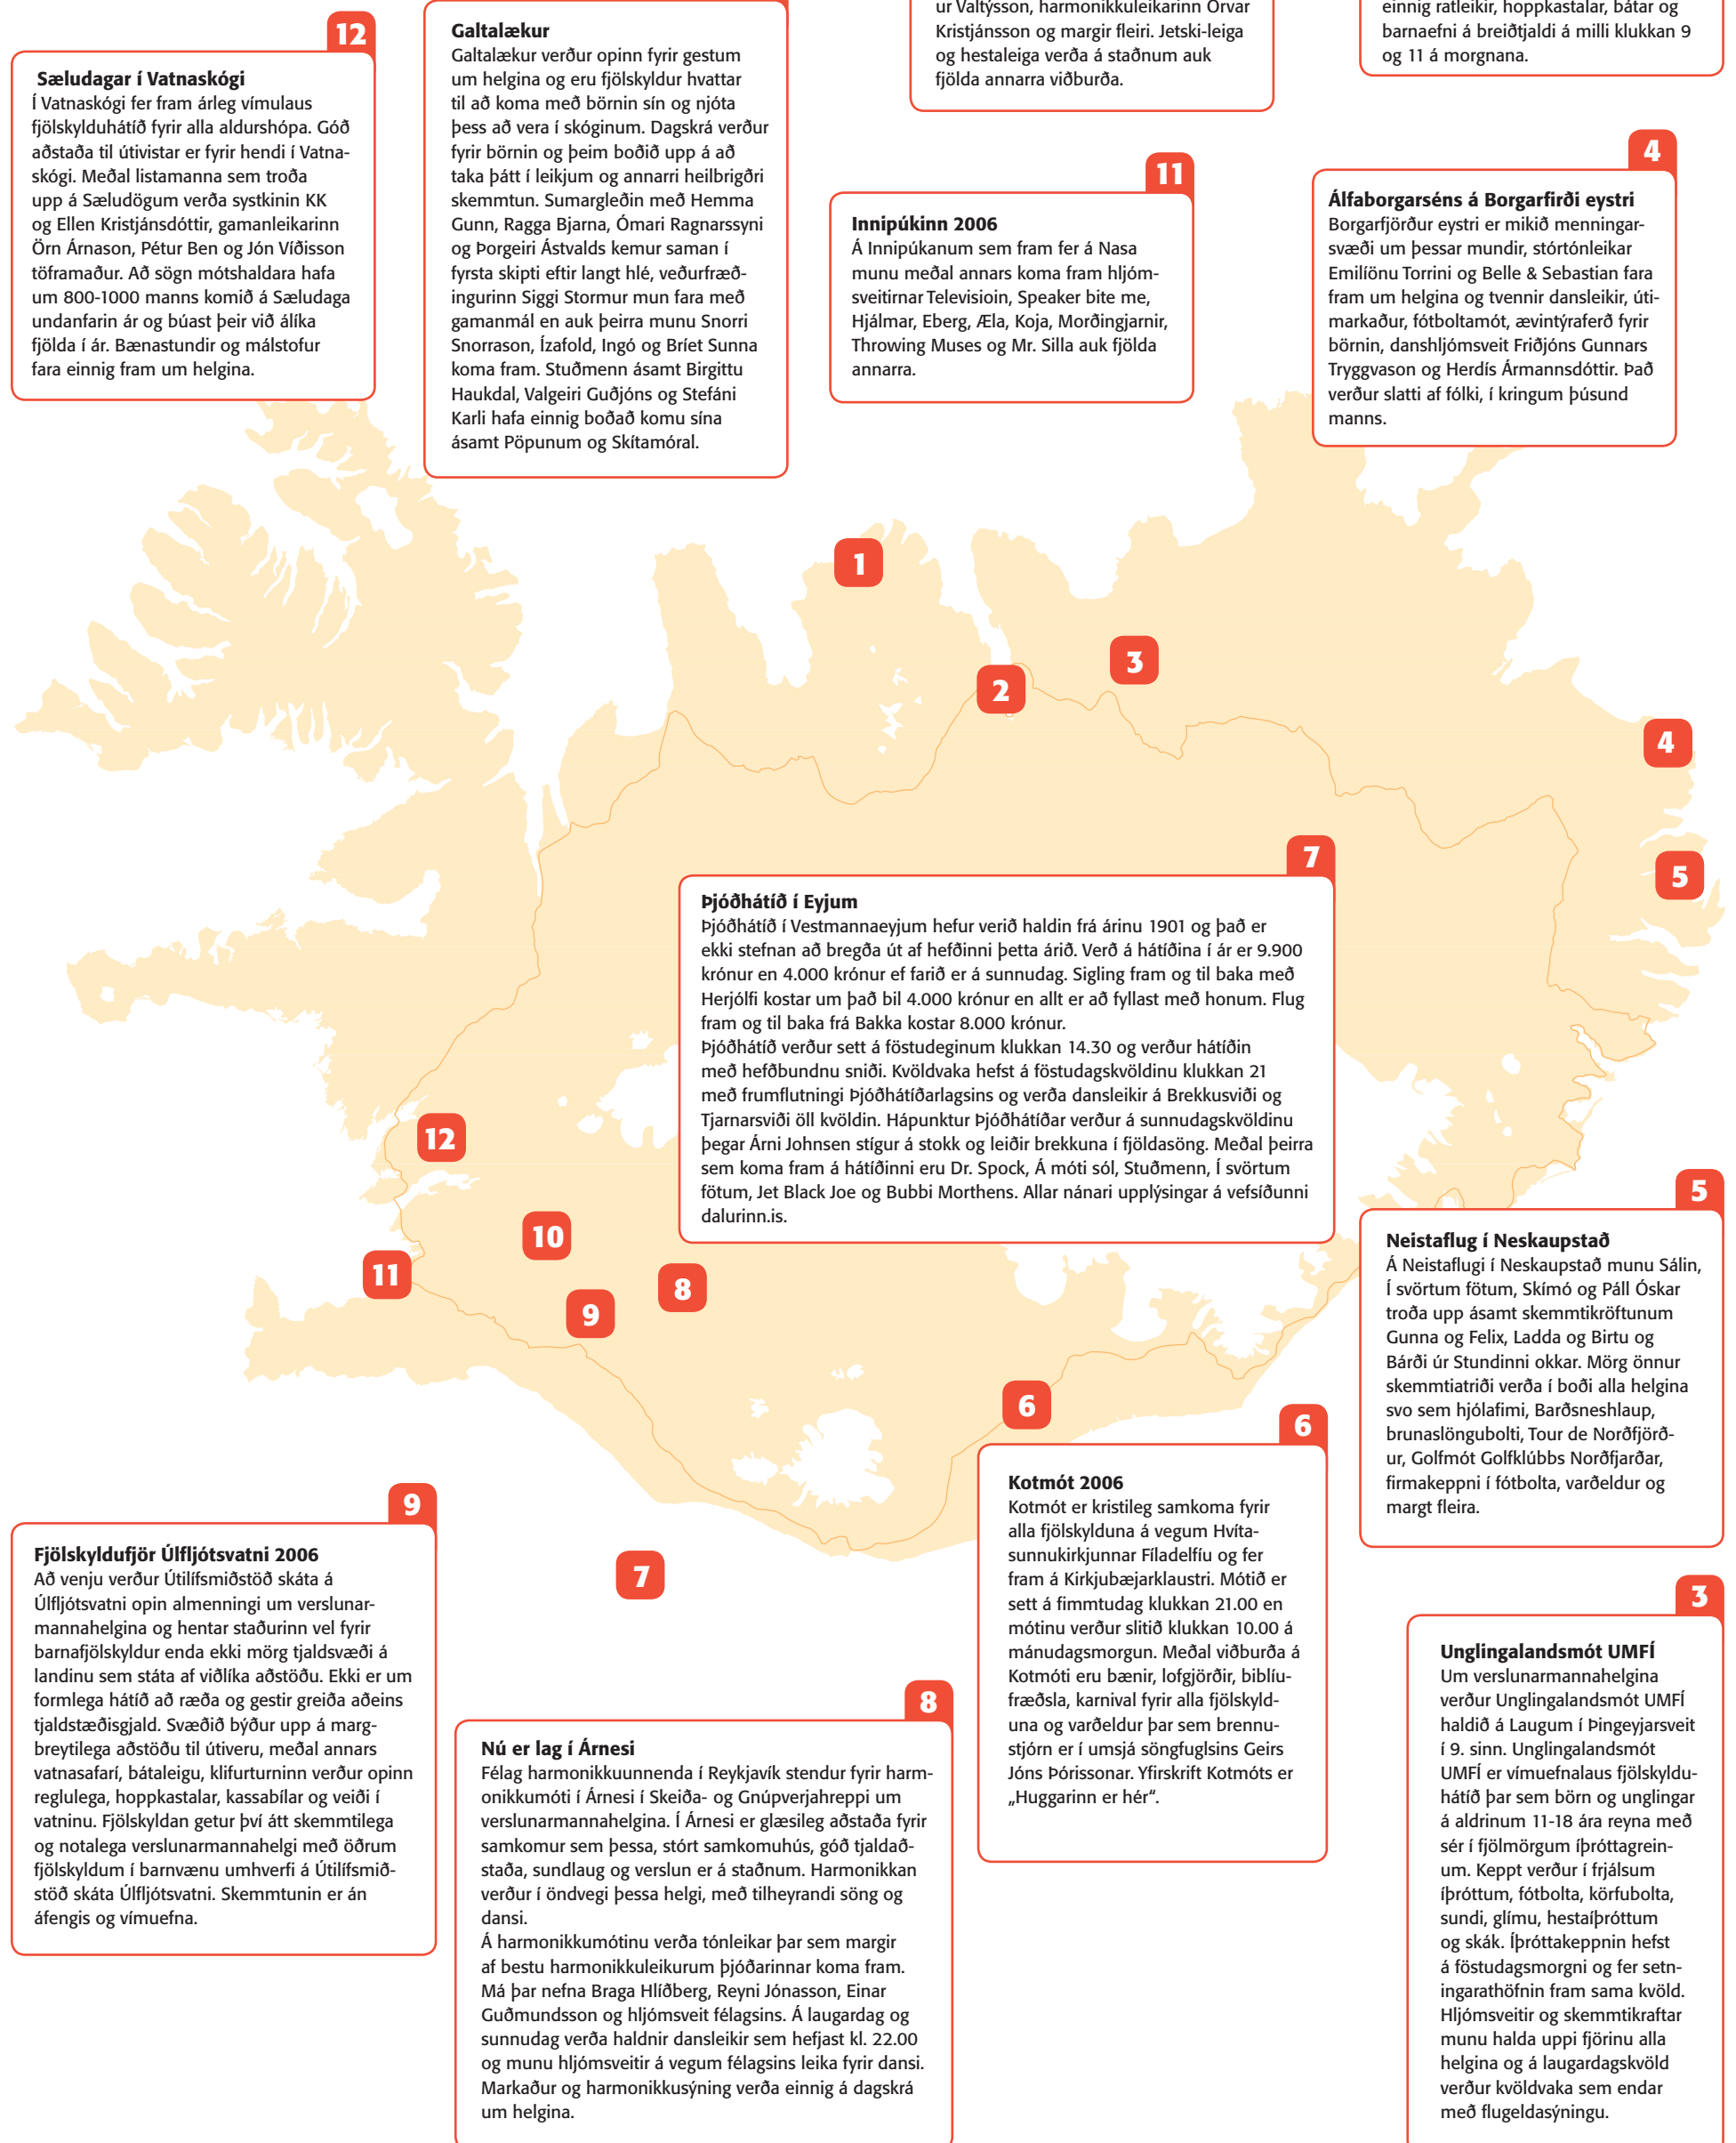 12
Sæludagar í Vatnaskógi
Í Vatnaskógi fer fram árleg vímulaus
fjölskylduhátíð fyrir alla aldurshópa. Góð
aðstaða til útivistar er fyrir hendi í Vatna-
skógi. Meðal listamanna sem troða
upp á Sæludögum verða systkinin KK
og Ellen Kristjánsdóttir, gamanleikarinn
Örn Árnason, Pétur Ben og Jón Víðisson
töframaður. Að sögn mótshaldara hafa
um 800-1000 manns komið á Sæludaga
undanfarin ár og búast þeir við álíka
fjölda í ár. Bænastundir og málstofur
fara einnig fram um helgina.
Galtalækur
Galtalækur verður opinn fyrir gestum
um helgina og eru fjölskyldur hvattar
til að koma með börnin sín og njóta
þess að vera í skóginum. Dagskrá verður
fyrir börnin og þeim boðið upp á að
taka þátt í leikjum og annarri heilbrigðri
skemmtun. Sumargleðin með Hemma
Gunn, Ragga Bjarna, Ómari Ragnarssyni
og Þorgeiri Ástvalds kemur saman í
fyrsta skipti eftir langt hlé, veðurfræð-
ingurinn Siggi Stormur mun fara með
gamanmál en auk þeirra munu Snorri
Snorrason, Ízafold, Ingó og Bríet Sunna
koma fram. Stuðmenn ásamt Birgittu
Haukdal, Valgeiri Guðjóns og Stefáni
Karli hafa einnig boðað komu sína
ásamt Pöpunum og Skítamóral.
ur Valtýsson, harmonikkuleikarinn Örvar
Kristjánsson og margir fleiri. Jetski-leiga
og hestaleiga verða á staðnum auk
fjölda annarra viðburða.
einnig ratleikir, hoppkastalar, bátar og
barnaefni á breiðtjaldi á milli klukkan 9
og 11 á morgnana.
11
Innipúkinn 2006
Á Innipúkanum sem fram fer á Nasa
munu meðal annars koma fram hljóm-
sveitirnar Televisioin, Speaker bite me,
Hjálmar, Eberg, Æla, Koja, Morðingjarnir,
Throwing Muses og Mr. Silla auk fjölda
annarra.
4
Álfaborgarséns á Borgarfirði eystri
Borgarfjörður eystri er mikið menningar-
svæði um þessar mundir, stórtónleikar
Emilíönu Torrini og Belle & Sebastian fara
fram um helgina og tvennir dansleikir, úti-
markaður, fótboltamót, ævintýraferð fyrir
börnin, danshljómsveit Friðjóns Gunnars
Tryggvason og Herdís Ármannsdóttir. Það
verður slatti af fólki, í kringum þúsund
manns.
1
2
3
4
5
7
Þjóðhátíð í Eyjum
Þjóðhátíð í Vestmannaeyjum hefur verið haldin frá árinu 1901 og það er
ekki stefnan að bregða út af hefðinni þetta árið. Verð á hátíðina í ár er 9.900
krónur en 4.000 krónur ef farið er á sunnudag. Sigling fram og til baka með
Herjólfi kostar um það bil 4.000 krónur en allt er að fyllast með honum. Flug
fram og til baka frá Bakka kostar 8.000 krónur.
Þjóðhátíð verður sett á föstudeginum klukkan 14.30 og verður hátíðin
með hefðbundnu sniði. Kvöldvaka hefst á föstudagskvöldinu klukkan 21
með frumflutningi Þjóðhátíðarlagsins og verða dansleikir á Brekkusviði og
Tjarnarsviði öll kvöldin. Hápunktur Þjóðhátíðar verður á sunnudagskvöldinu
þegar Árni Johnsen stígur á stokk og leiðir brekkuna í fjöldasöng. Meðal þeirra
sem koma fram á hátíðinni eru Dr. Spock, Á móti sól, Stuðmenn, Í svörtum
fötum, Jet Black Joe og Bubbi Morthens. Allar nánari upplýsingar á vefsíðunni
dalurinn.is.
12
10
11
9
8
6
7
5
Neistaflug í Neskaupstað
Á Neistaflugi í Neskaupstað munu Sálin,
Í svörtum fötum, Skímó og Páll Óskar
troða upp ásamt skemmtikröftunum
Gunna og Felix, Ladda og Birtu og
Bárði úr Stundinni okkar. Mörg önnur
skemmtiatriði verða í boði alla helgina
svo sem hjólafimi, Barðsneshlaup,
brunaslöngubolti, Tour de Norðfjörð-
ur, Golfmót Golfklúbbs Norðfjarðar,
firmakeppni í fótbolta, varðeldur og
margt fleira.
6
Kotmót 2006
Kotmót er kristileg samkoma fyrir
alla fjölskylduna á vegum Hvíta-
sunnukirkjunnar Fíladelfíu og fer
fram á Kirkjubæjarklaustri. Mótið er
sett á fimmtudag klukkan 21.00 en
mótinu verður slitið klukkan 10.00 á
mánudagsmorgun. Meðal viðburða á
Kotmóti eru bænir, lofgjörðir, biblíu-
fræðsla, karnival fyrir alla fjölskyld-
una og varðeldur þar sem brennu-
stjórn er í umsjá söngfuglsins Geirs
Jóns Þórissonar. Yfirskrift Kotmóts er
„Huggarinn er hér“.
9
Fjölskyldufjör Úlfljótsvatni 2006
Að venju verður Útilífsmiðstöð skáta á
Úlfljótsvatni opin almenningi um verslunar-
mannahelgina og hentar staðurinn vel fyrir
barnafjölskyldur enda ekki mörg tjaldsvæði á
landinu sem státa af viðlíka aðstöðu. Ekki er um
formlega hátíð að ræða og gestir greiða aðeins
tjaldstæðisgjald. Svæðið býður upp á marg-
breytilega aðstöðu til útiveru, meðal annars
vatnasafarí, bátaleigu, klifurturninn verður opinn
reglulega, hoppkastalar, kassabílar og veiði í
vatninu. Fjölskyldan getur því átt skemmtilega
og notalega verslunarmannahelgi með öðrum
fjölskyldum í barnvænu umhverfi á Útilífsmið-
stöð skáta Úlfljótsvatni. Skemmtunin er án
áfengis og vímuefna.
8
Nú er lag í Árnesi
Félag harmonikkuunnenda í Reykjavík stendur fyrir harm-
onikkumóti í Árnesi í Skeiða- og Gnúpverjahreppi um
verslunarmannahelgina. Í Árnesi er glæsileg aðstaða fyrir
samkomur sem þessa, stórt samkomuhús, góð tjaldað-
staða, sundlaug og verslun er á staðnum. Harmonikkan
verður í öndvegi þessa helgi, með tilheyrandi söng og
dansi.
Á harmonikkumótinu verða tónleikar þar sem margir
af bestu harmonikkuleikurum þjóðarinnar koma fram.
Má þar nefna Braga Hlíðberg, Reyni Jónasson, Einar
Guðmundsson og hljómsveit félagsins. Á laugardag og
sunnudag verða haldnir dansleikir sem hefjast kl. 22.00
og munu hljómsveitir á vegum félagsins leika fyrir dansi.
Markaður og harmonikkusýning verða einnig á dagskrá
um helgina.
3
Unglingalandsmót UMFÍ
Um verslunarmannahelgina
verður Unglingalandsmót UMFÍ
haldið á Laugum í Þingeyjarsveit
í 9. sinn. Unglingalandsmót
UMFÍ er vímuefnalaus fjölskyldu-
hátíð þar sem börn og unglingar
á aldrinum 11-18 ára reyna með
sér í fjölmörgum íþróttagrein-
um. Keppt verður í frjálsum
íþróttum, fótbolta, körfubolta,
sundi, glímu, hestaíþróttum
og skák. Íþróttakeppnin hefst
á föstudagsmorgni og fer setn-
ingarathöfnin fram sama kvöld.
Hljómsveitir og skemmtikraftar
munu halda uppi fjörinu alla
helgina og á laugardagskvöld
verður kvöldvaka sem endar
með flugeldasýningu.